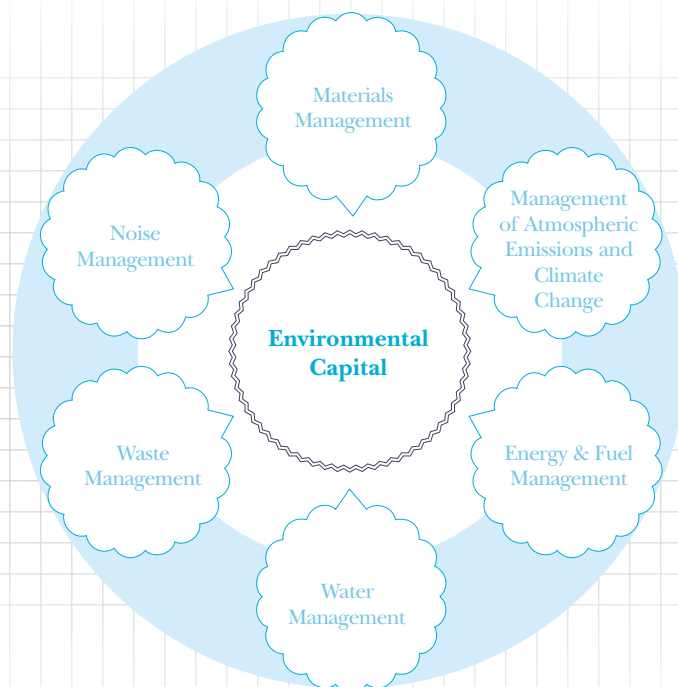 Materials
Management
Management
of Atmospheric
Emissions and
Climate
Change
Noise
Management
Environmental
Capital
Waste
Management
Energy & Fuel
Management
Water
Management